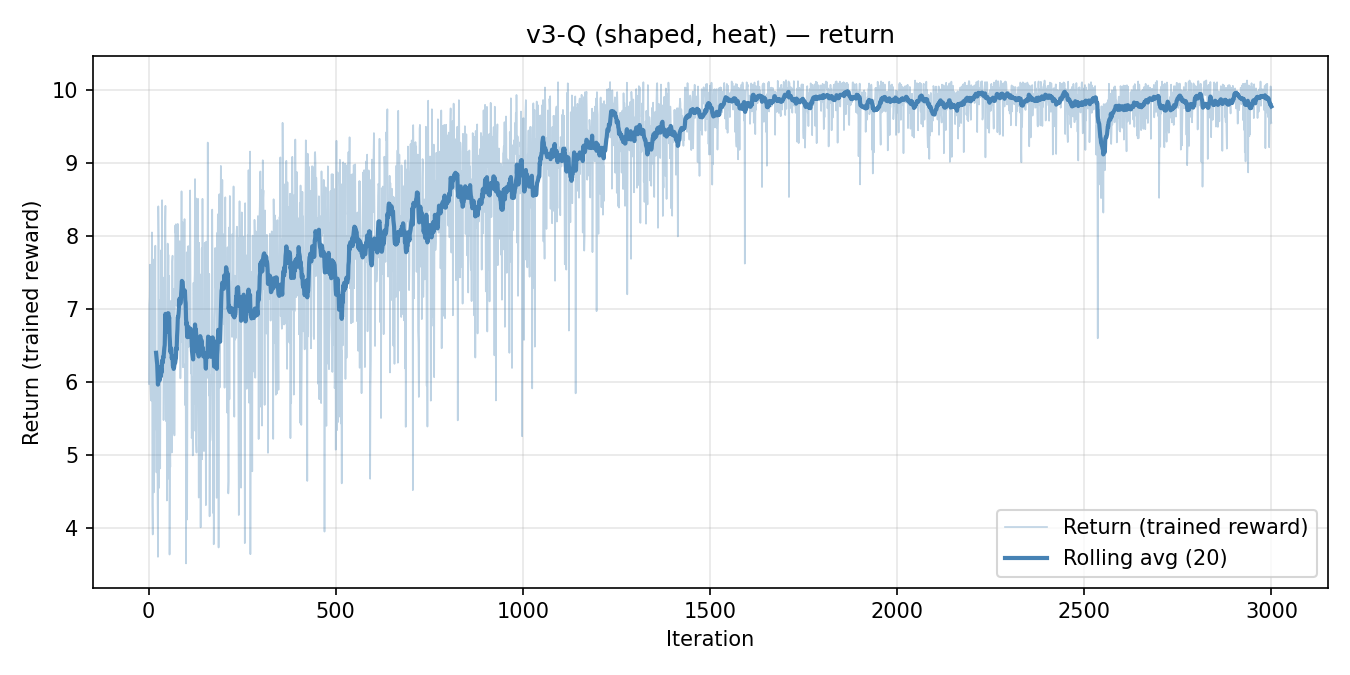 v3-Q (shaped, heat) — return
Return (trained reward)
10
9
8
7
6
5
4
0
500
1000
1500
2000
2500
3000
Iteration
Return (trained reward)
Rolling avg (20)